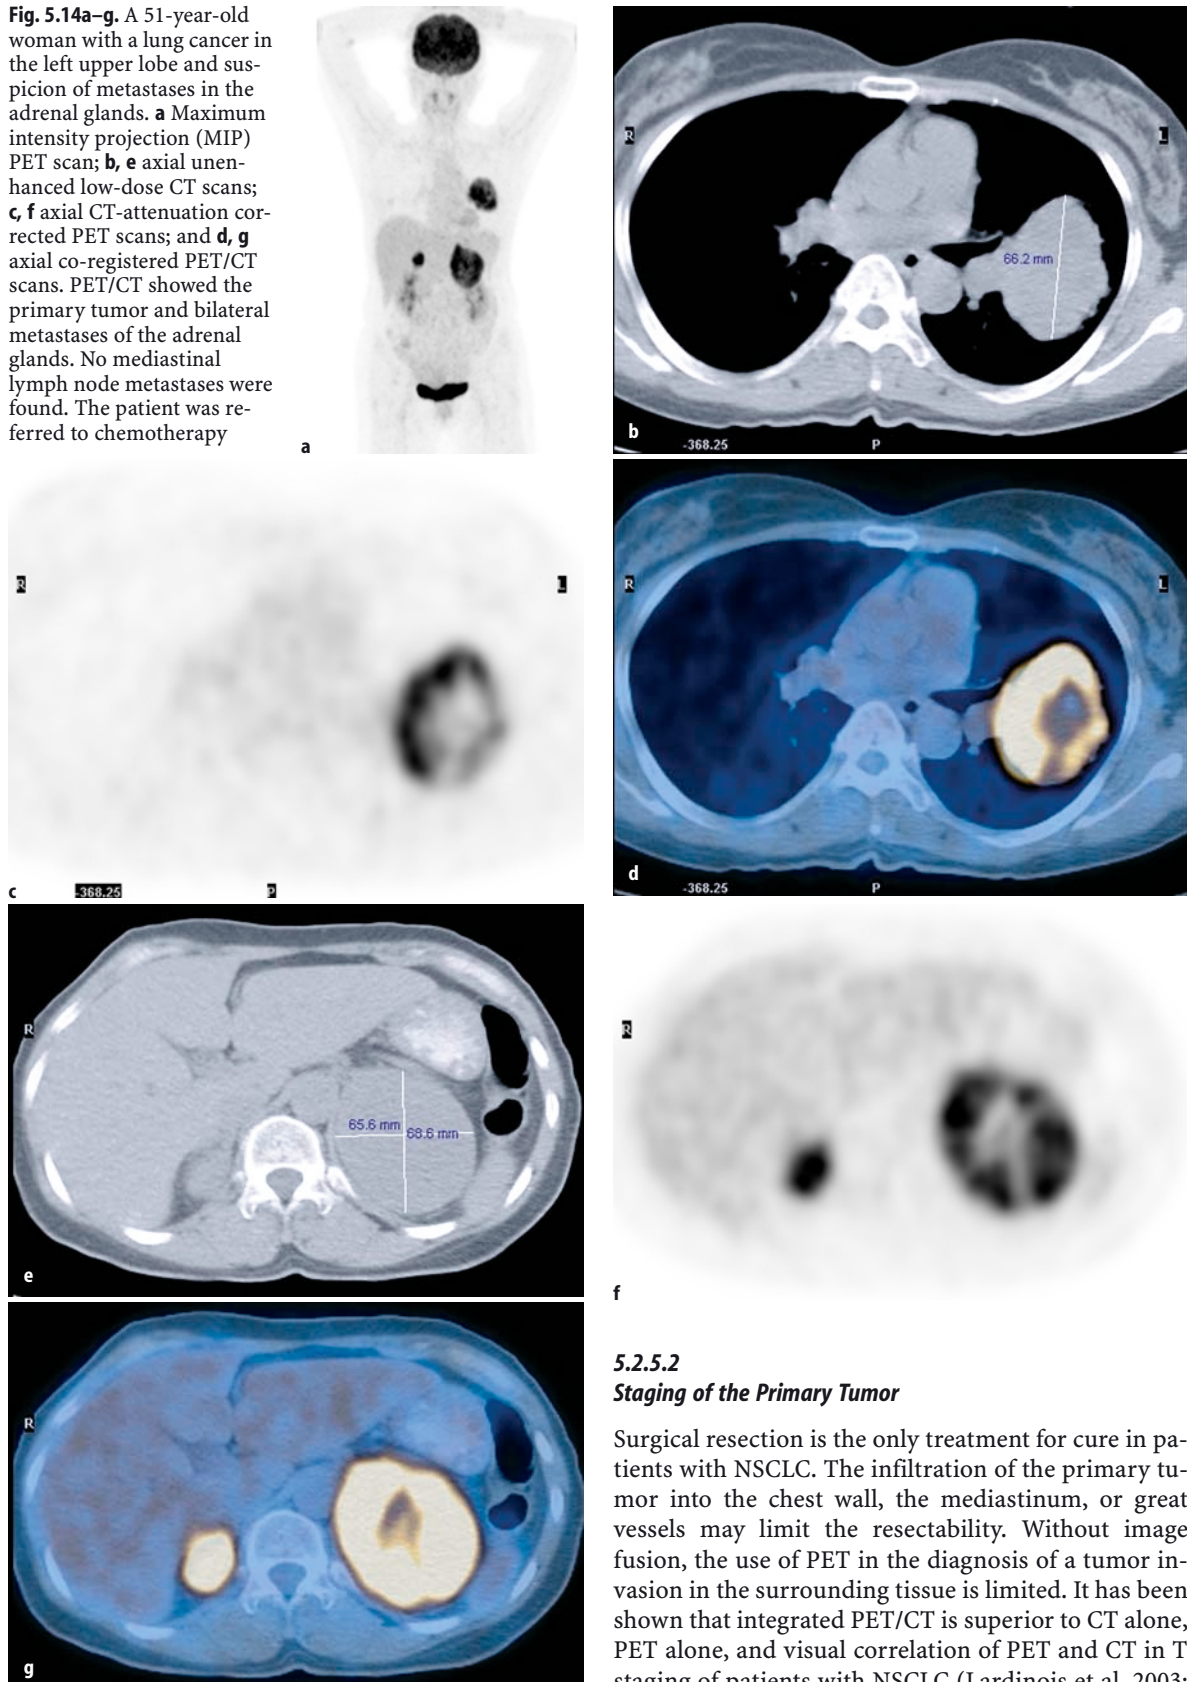 Fig. 5.14a–g. A 51-year-old
woman with a lung cancer in
the left upper lobe and sus-
picion of metastases in the
adrenal glands. a Maximum
intensity projection (MIP)
PET scan; b, e axial unen-
hanced low-dose CT scans;
c, f axial CT-attenuation cor-
rected PET scans; and d, g
axial co-registered PET/CT
scans. PET/CT showed the
primary tumor and bilateral
metastases of the adrenal
glands. No mediastinal
lymph node metastases were
found. The patient was re-
ferred to chemotherapy
a
R
L
66.2 mm
b
-368.25
P
R
L
c
-368.25
P
R
L
d
-368.25
P
R
65.6 mm
68.6 mm
e
R
f
R
g
5.2.5.2
Staging of the Primary Tumor
Surgical resection is the only treatment for cure in pa-
tients with NSCLC. The infiltration of the primary tu-
mor into the chest wall, the mediastinum, or great
vessels may limit the resectability. Without image
fusion, the use of PET in the diagnosis of a tumor in-
vasion in the surrounding tissue is limited. It has been
shown that integrated PET/CT is superior to CT alone,
PET alone, and visual correlation of PET and CT in T
staging of patients with NSCLC (Lardinois et al. 2003;